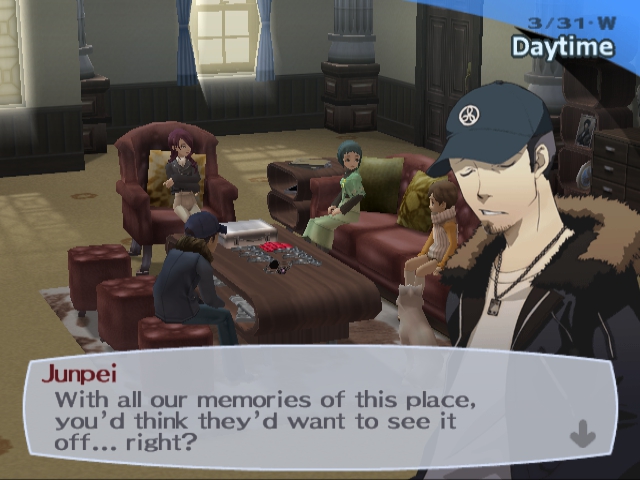 3/31·W
Daytime
Junpei
With all our memories of this place,
you'd think they'd want to see it
off... right?